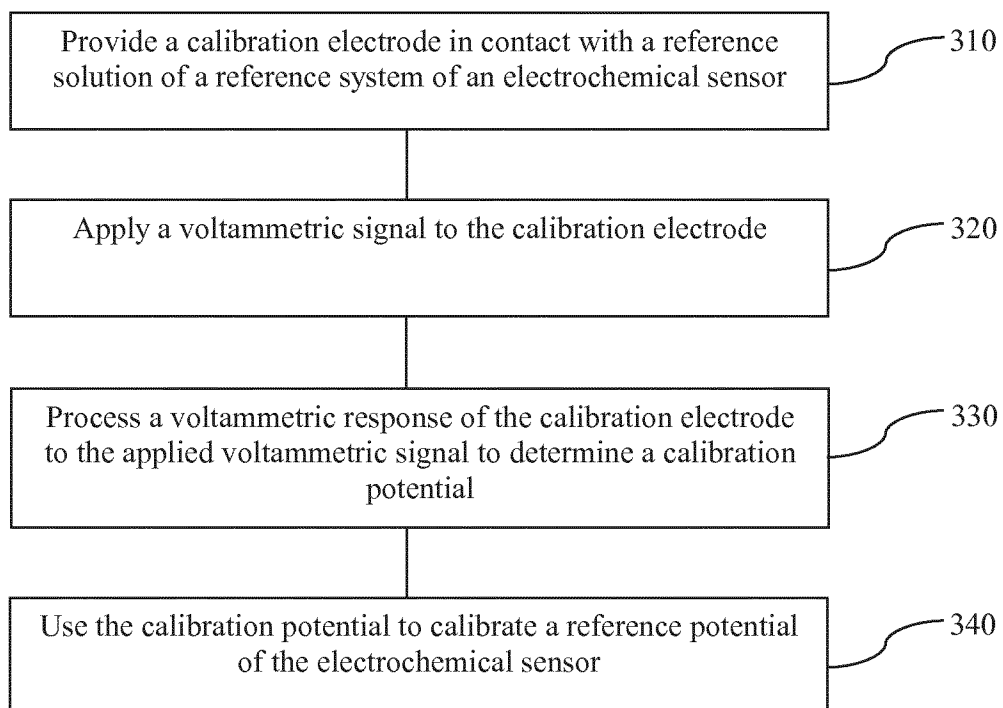 Provide a calibration electrode in contact with a reference
solution of a reference system of an electrochemical sensor
310
Apply a voltammetric signal to the calibration electrode
320
Process a voltammetric response of the calibration electrode
to the applied voltammetric signal to determine a calibration
potential
330
Use the calibration potential to calibrate a reference potential
of the electrochemical sensor
340